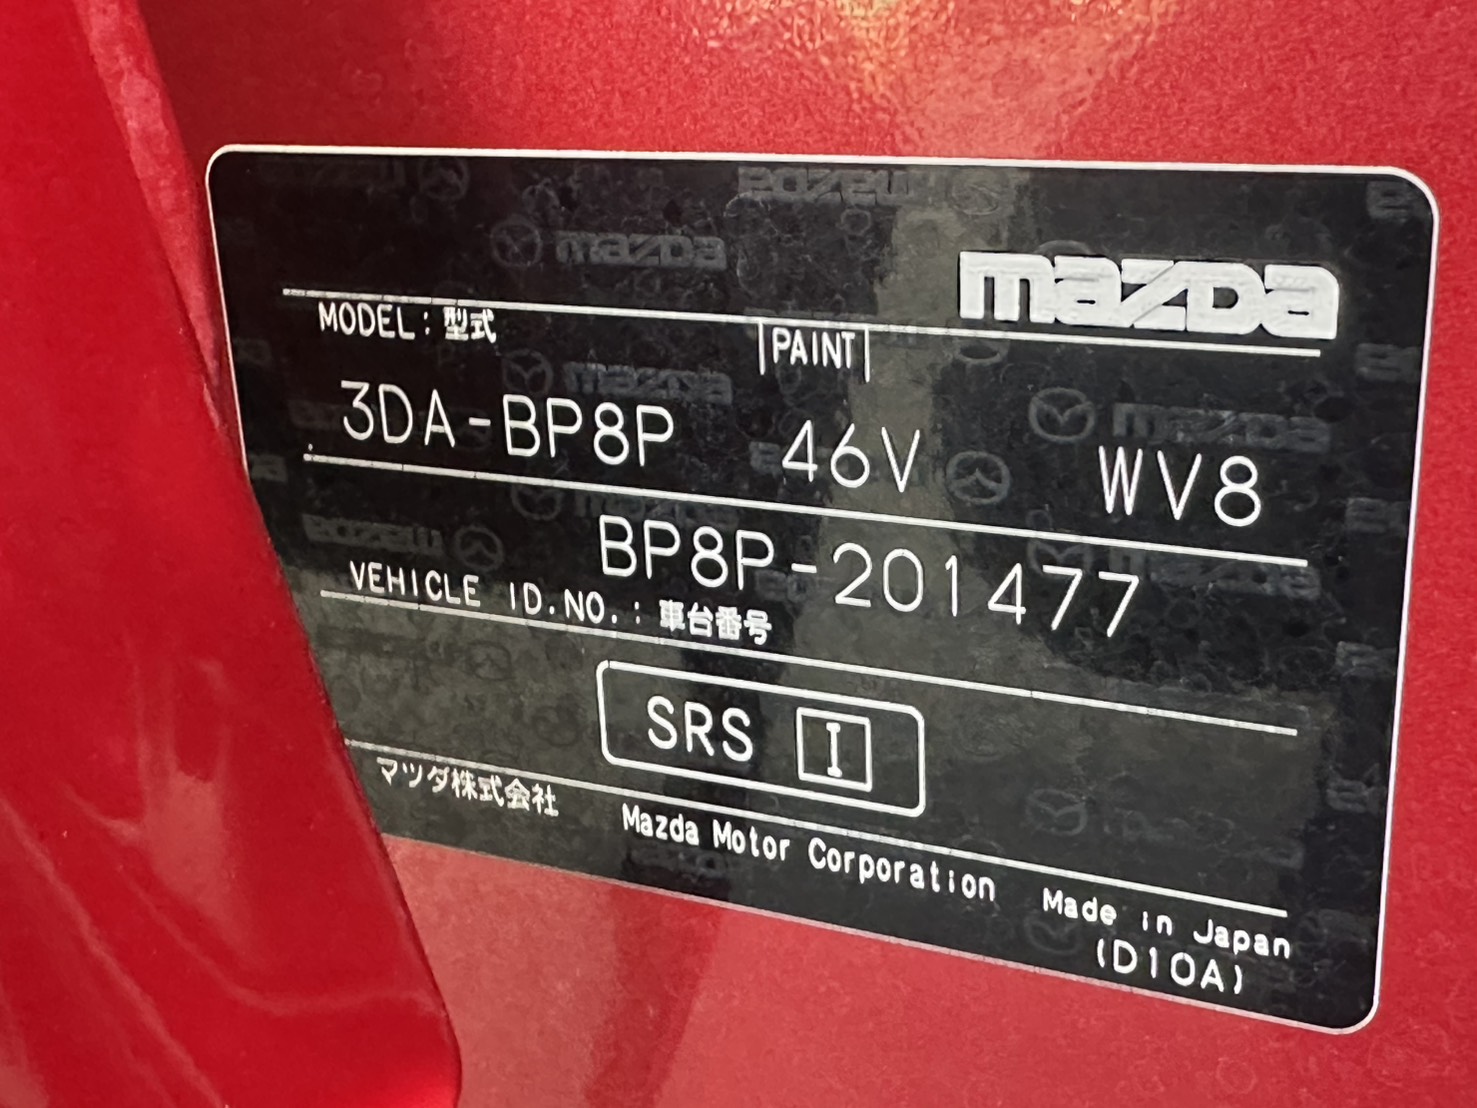 mazda
MODEL:型式 PAINT
3DA-BP8P 46V WV8
BP8P-201477
VEHICLE ID.NO.:車台番号
SRS I
マツダ株式会社 Mazda Motor Corporation Made in Japan
(D10A)